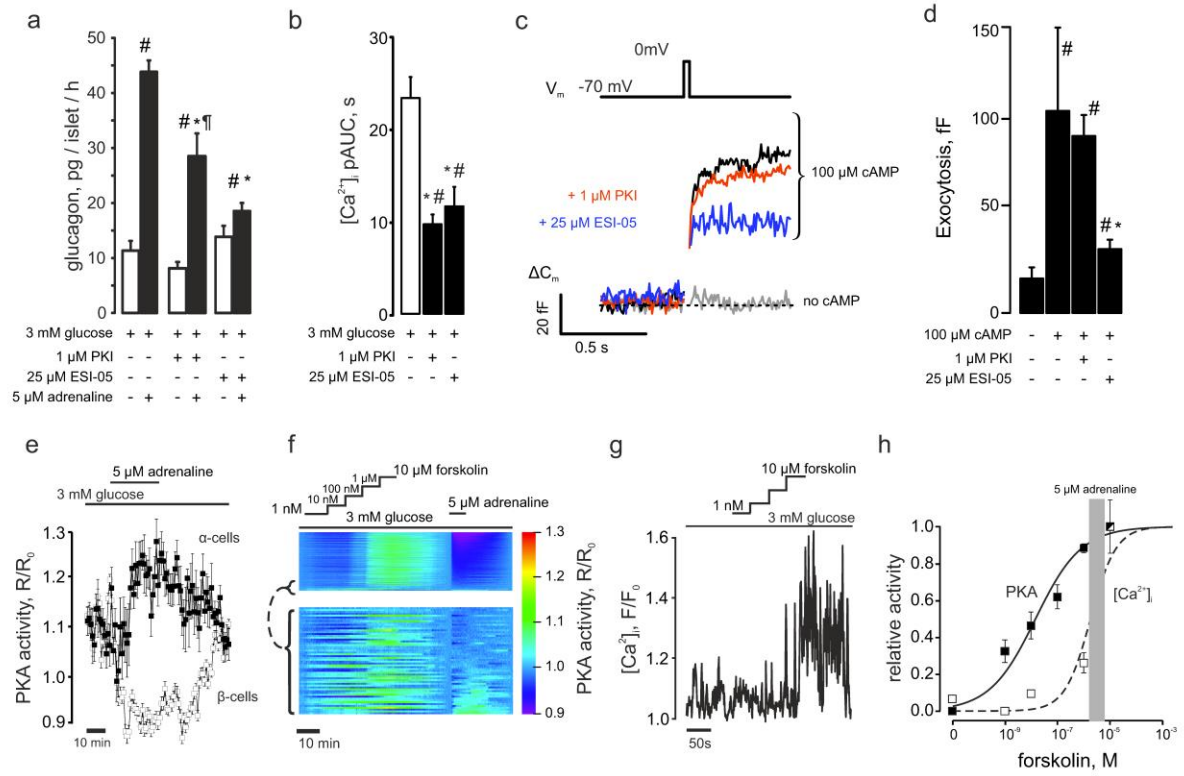 a
glucagon, pg / islet / h
50
45
40
35
30
25
20
15
10
5
0
#
# *¶
# *
3 mM glucose + + + + + +
1 µM PKI - - + + - -
25 µM ESI-05 - - - - + +
5 µM adrenaline - + - + - +
b
[Ca²⁺]ᵢ pAUC, s
30
20
10
0
*#
*#
3 mM glucose + + +
1 µM PKI - + -
25 µM ESI-05 - - +
c
0mV
Vm -70 mV
100 µM cAMP
+ 1 µM PKI
+ 25 µM ESI-05
ΔCm
no cAMP
20 fF
0.5 s
d
Exocytosis, fF
150
100
50
0
#
#
# *
100 µM cAMP - + + +
1 µM PKI - - + -
25 µM ESI-05 - - - +
e
5 µM adrenaline
3 mM glucose
PKA activity, R/R₀
1.3
1.2
1.1
1.0
0.9
α-cells
β-cells
10 min
f
1 nM
10 nM
100 nM
1 µM
10 µM forskolin
5 µM adrenaline
3 mM glucose
1.3
1.2
1.1
1.0
0.9
PKA activity, R/R₀
10 min
g
10 µM forskolin
1 nM
3 mM glucose
[Ca²⁺]ᵢ, F/F₀
1.6
1.4
1.2
1.0
50s
h
5 µM adrenaline
relative activity
1.0
0.8
0.6
0.4
0.2
0
PKA
[Ca²⁺]ᵢ
0 10⁻⁹ 10⁻⁷ 10⁻⁵ 10⁻³
forskolin, M